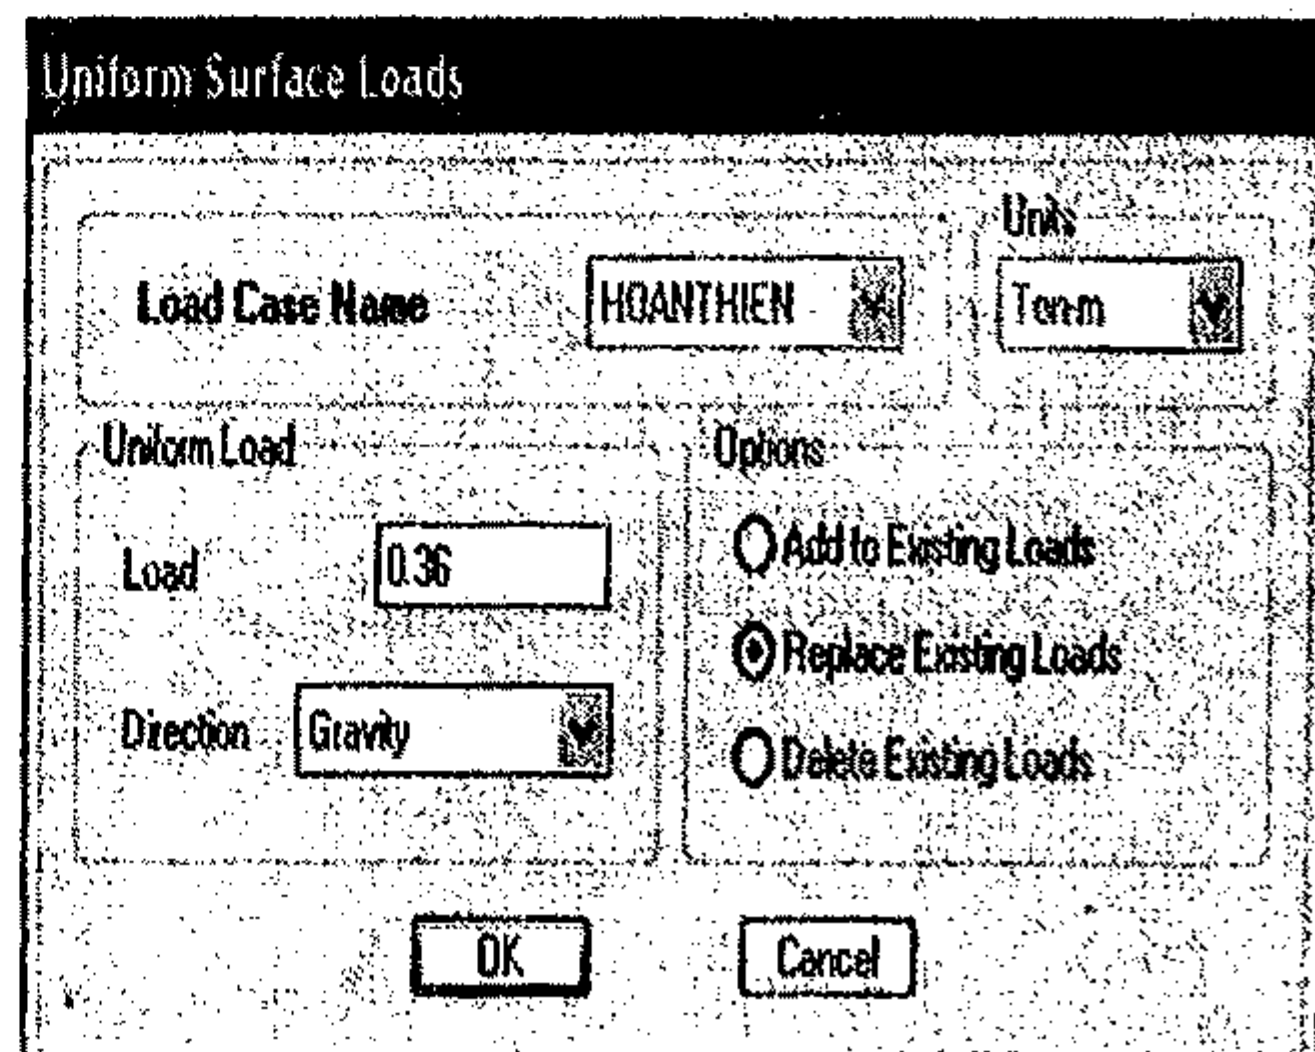 Uniform Surface Loads
Units
Load Case Name HOANTHIEN Ton-m
Uniform Load Options
Load 0.36 Add to Existing Loads
Replace Existing Loads
Direction Gravity Delete Existing Loads
OK Cancel